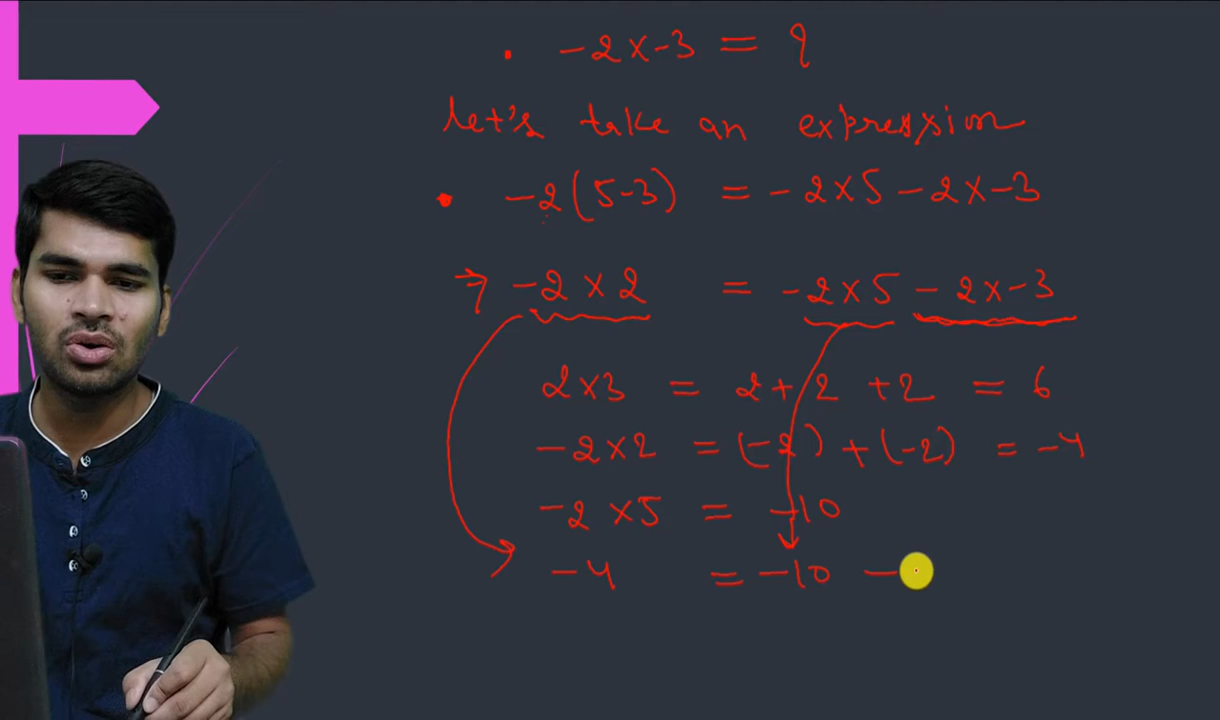 • -2x-3 = ?
let's take an expression
• -2(5-3) = -2x5 -2x-3
→ -2x2 = -2x5 -2x-3
2x3 = 2+2+2 = 6
-2x2 = (-2)+(-2) = -4
-2x5 = -10
-4 = -10 -